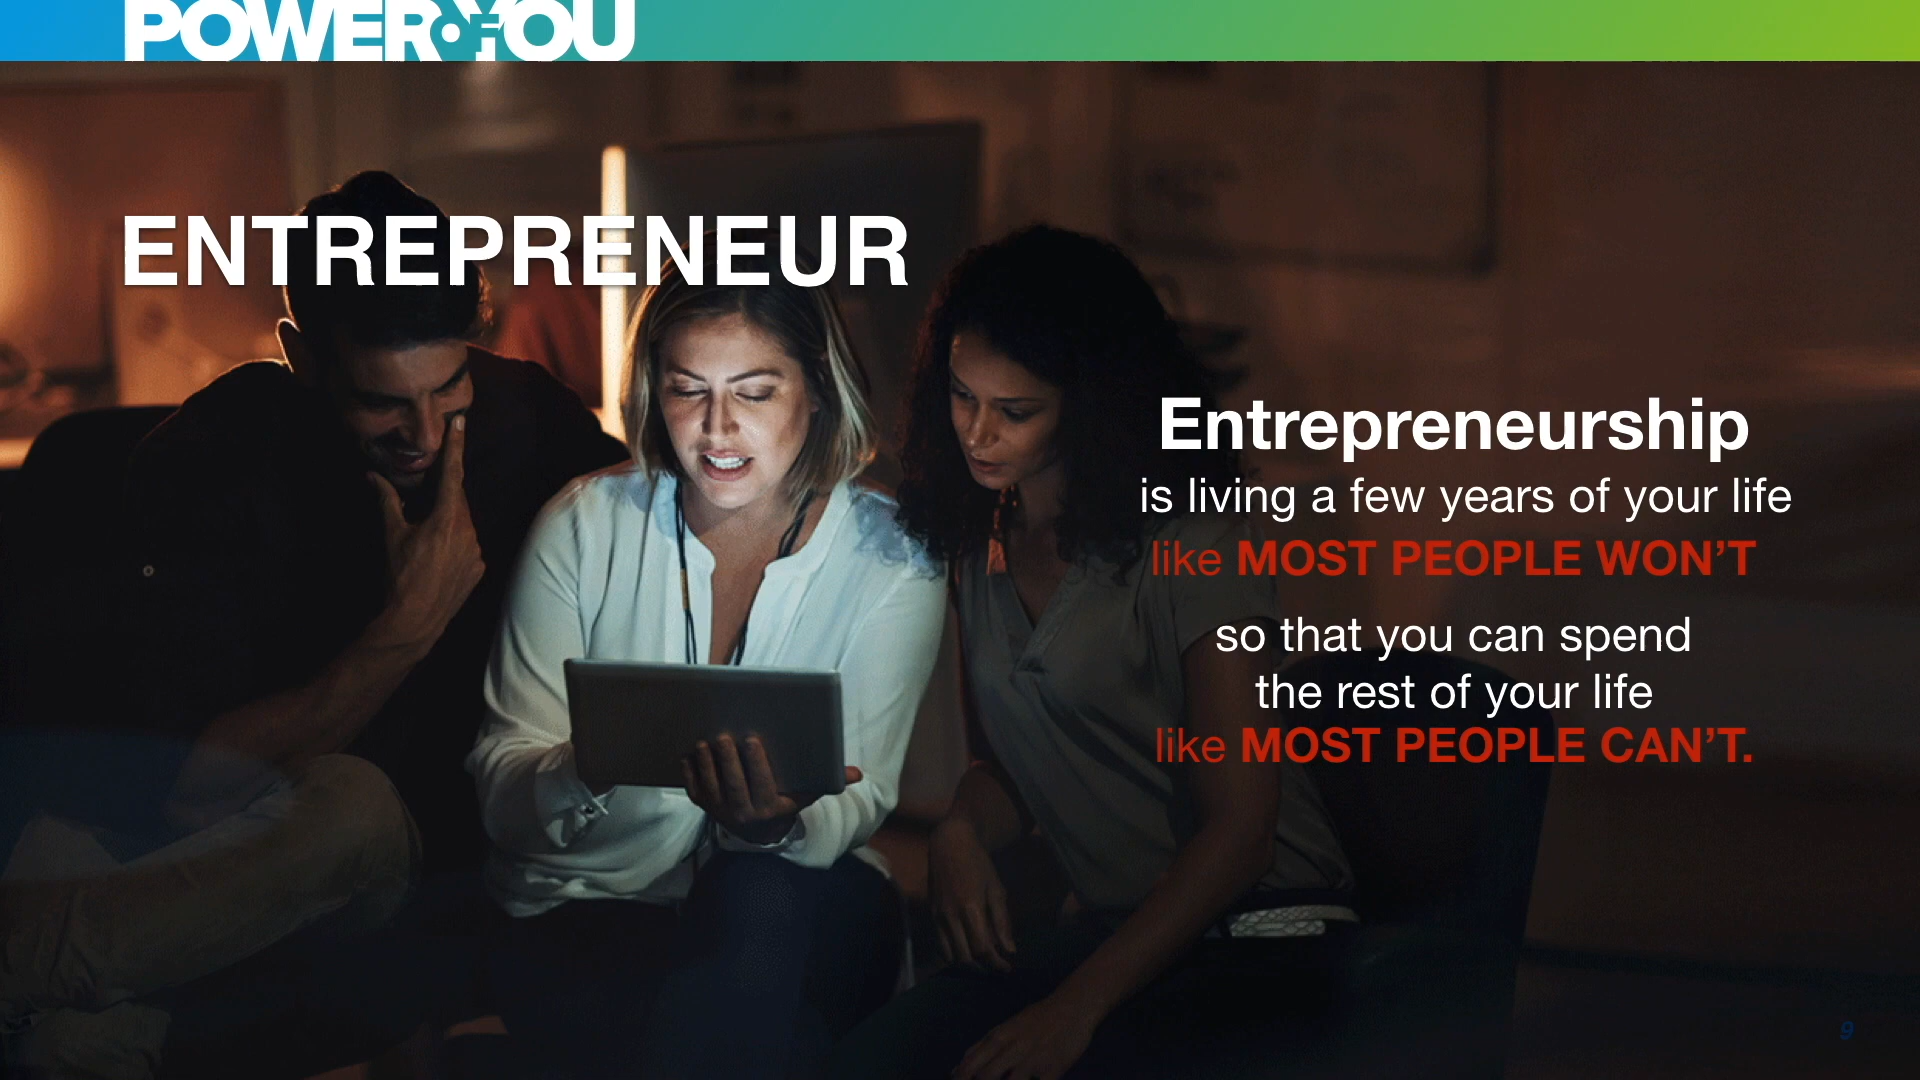 POWER OF YOU
ENTREPRENEUR
Entrepreneurship
is living a few years of your life
like MOST PEOPLE WON’T
so that you can spend
the rest of your life
like MOST PEOPLE CAN’T.
9